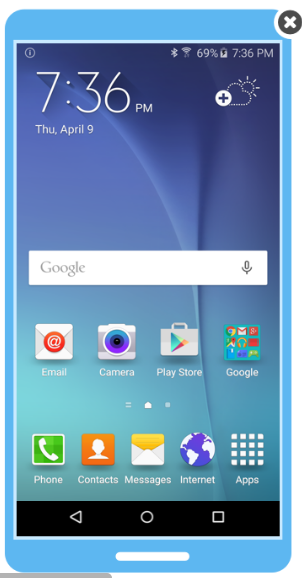 69% 7:36 PM
7:36 PM
Thu, April 9
Google
Email Camera Play Store Google
Phone Contacts Messages Internet Apps